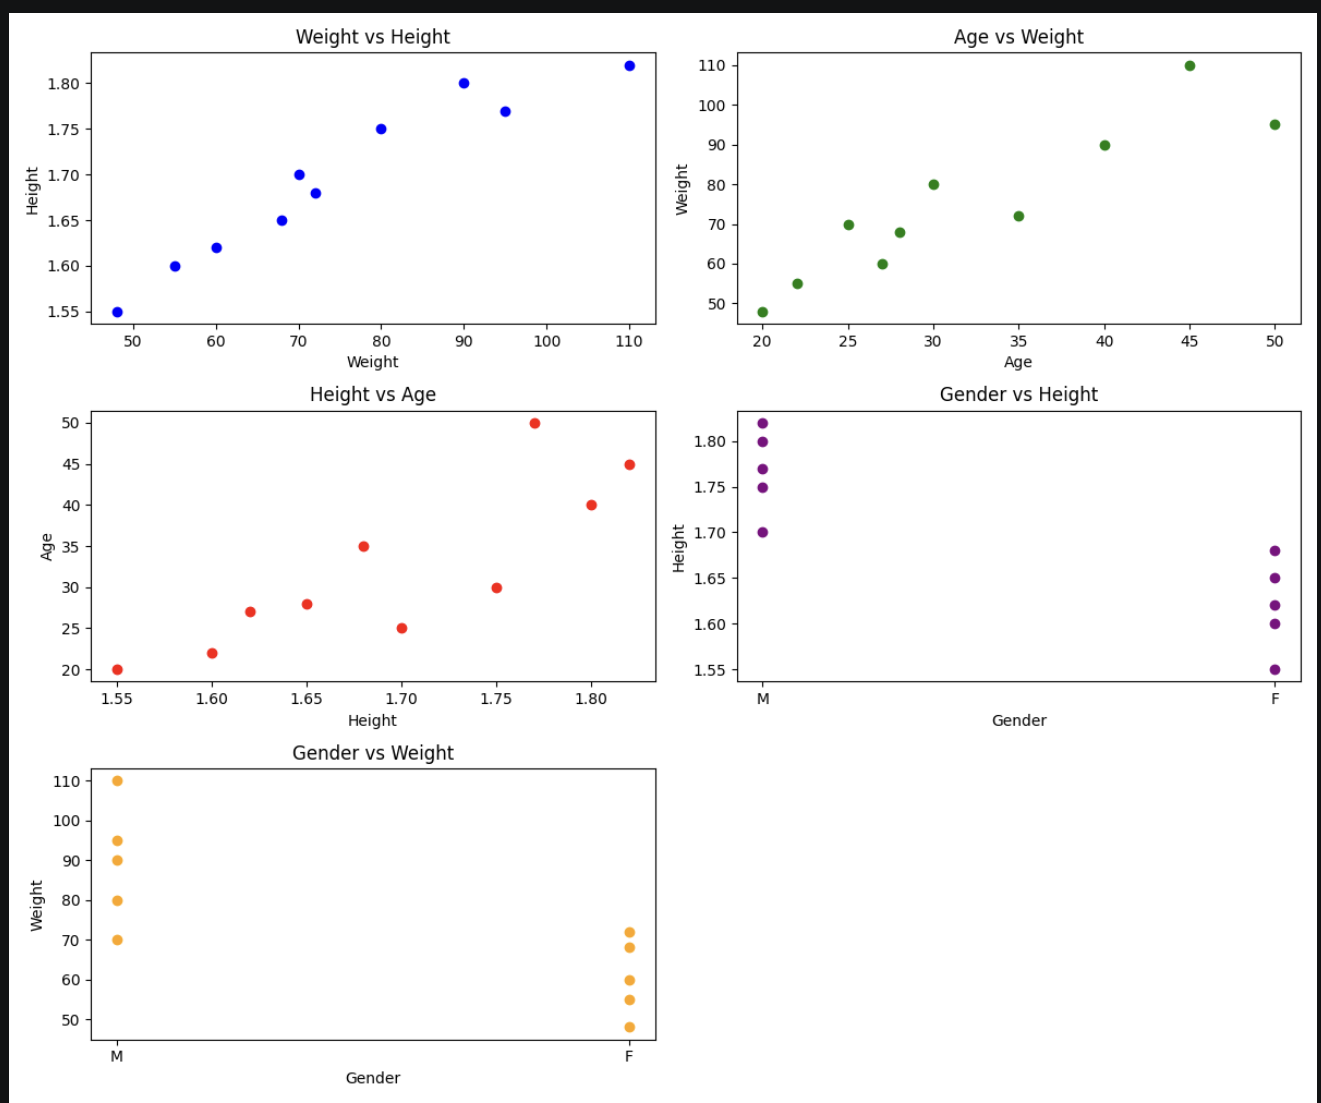 Weight vs Height
Height
1.80
1.75
1.70
1.65
1.60
1.55
50 60 70 80 90 100 110
Weight
Age vs Weight
Weight
110
100
90
80
70
60
50
20 25 30 35 40 45 50
Age
Height vs Age
Age
50
45
40
35
30
25
20
1.55 1.60 1.65 1.70 1.75 1.80
Height
Gender vs Height
Height
1.80
1.75
1.70
1.65
1.60
1.55
M F
Gender
Gender vs Weight
Weight
110
100
90
80
70
60
50
M F
Gender